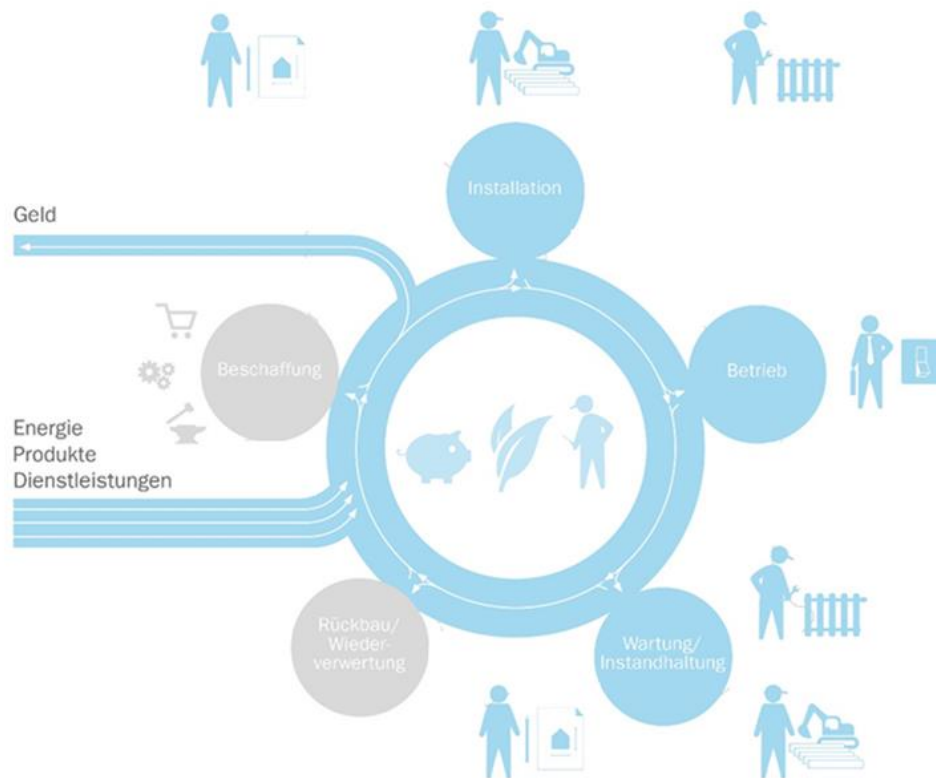 Installation
Geld
Beschaffung
Betrieb
Energie
Produkte
Dienstleistungen
Rückbau/
Wieder-
verwertung
Wartung/
Instandhaltung